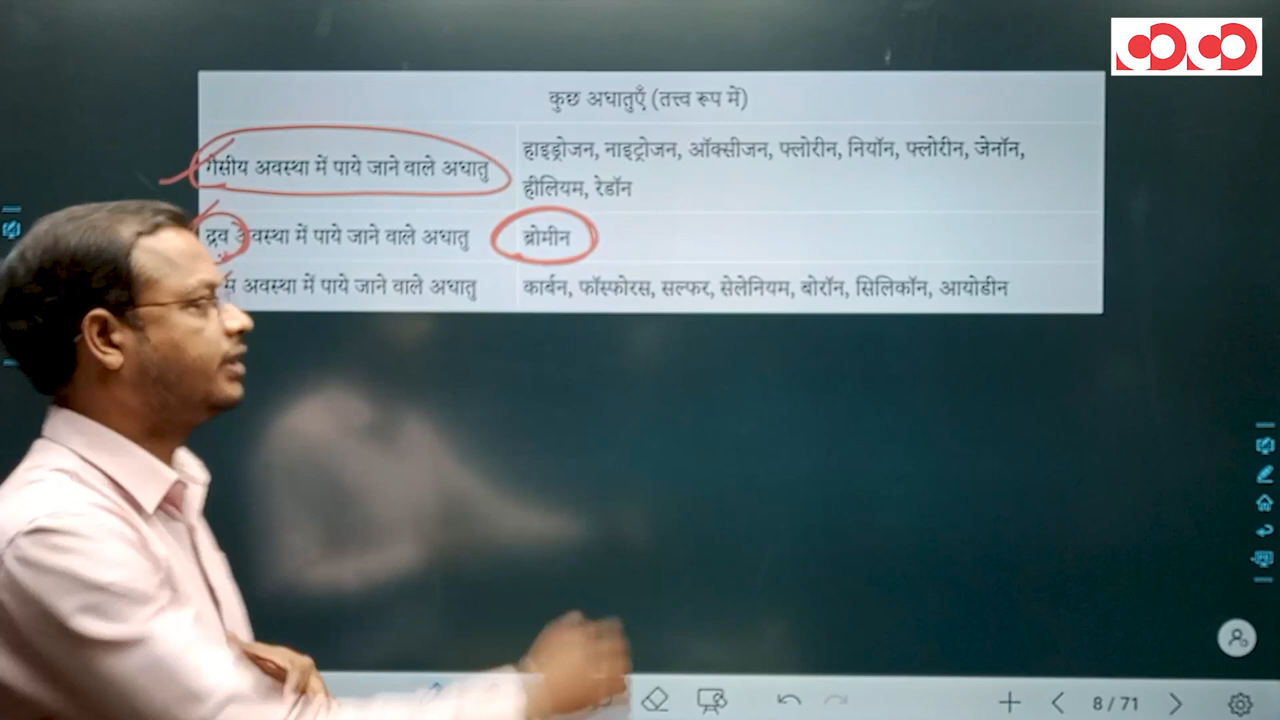 कुछ अधातुएँ (तत्त्व रूप में)
गैसीय अवस्था में पाये जाने वाले अधातु
हाइड्रोजन, नाइट्रोजन, ऑक्सीजन, फ्लोरीन, नियॉन, फ्लोरीन, जेनॉन,
हीलियम, रेडॉन
द्रव अवस्था में पाये जाने वाले अधातु
ब्रोमीन
अवस्था में पाये जाने वाले अधातु
कार्बन, फॉस्फोरस, सल्फर, सेलेनियम, बोरॉन, सिलिकॉन, आयोडीन
8 / 71